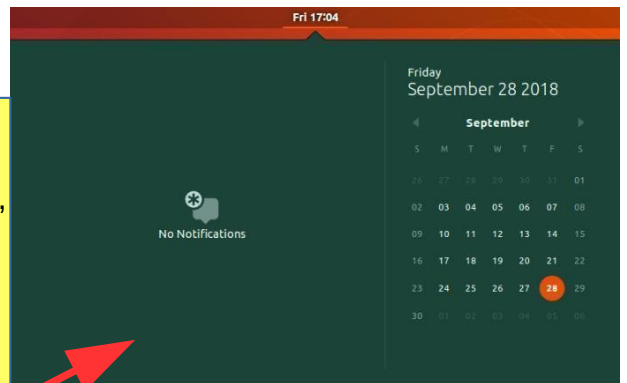 Fri 17:04
Friday
September 28 2018
September
S M T W T F S
26 27 28 29 30 31 01
02 03 04 05 06 07 08
09 10 11 12 13 14 15
16 17 18 19 20 21 22
23 24 25 26 27 28 29
30 01 02 03 04 05 06
No Notifications
,